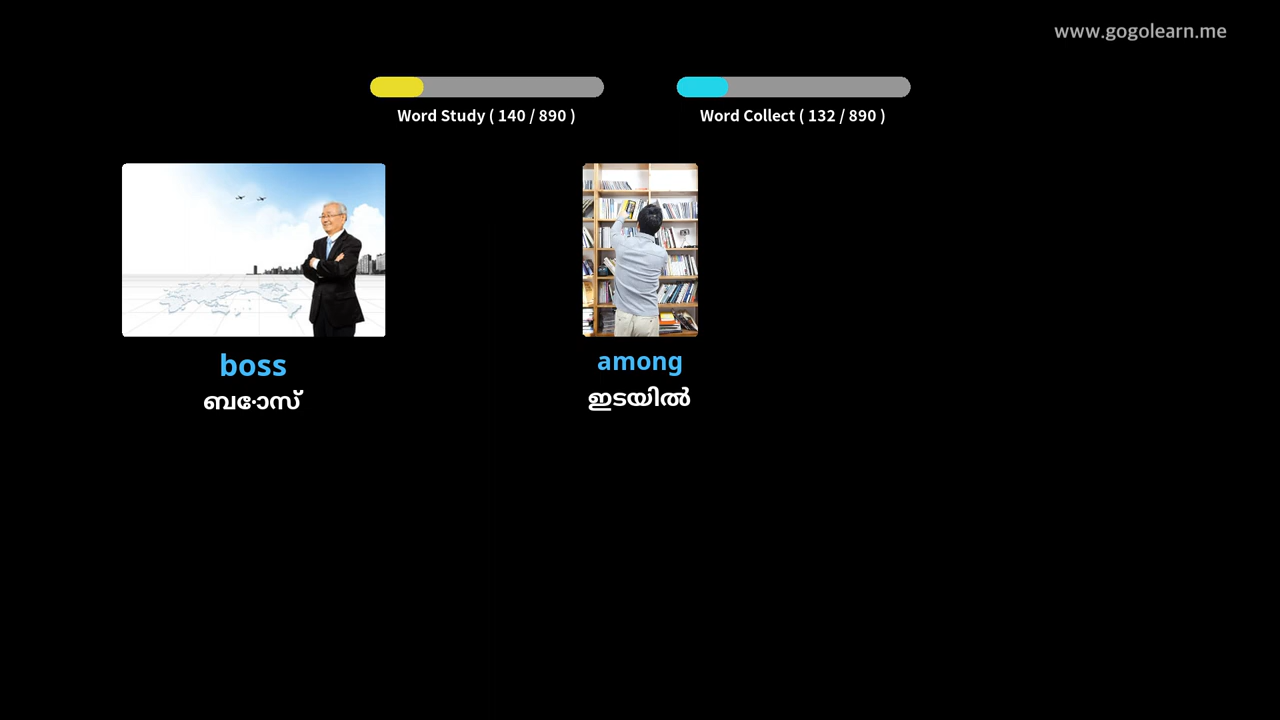 www.gogolearn.me
Word Study ( 140 / 890 )
Word Collect ( 132 / 890 )
boss
ബോസ്
among
ഇടയിൽ